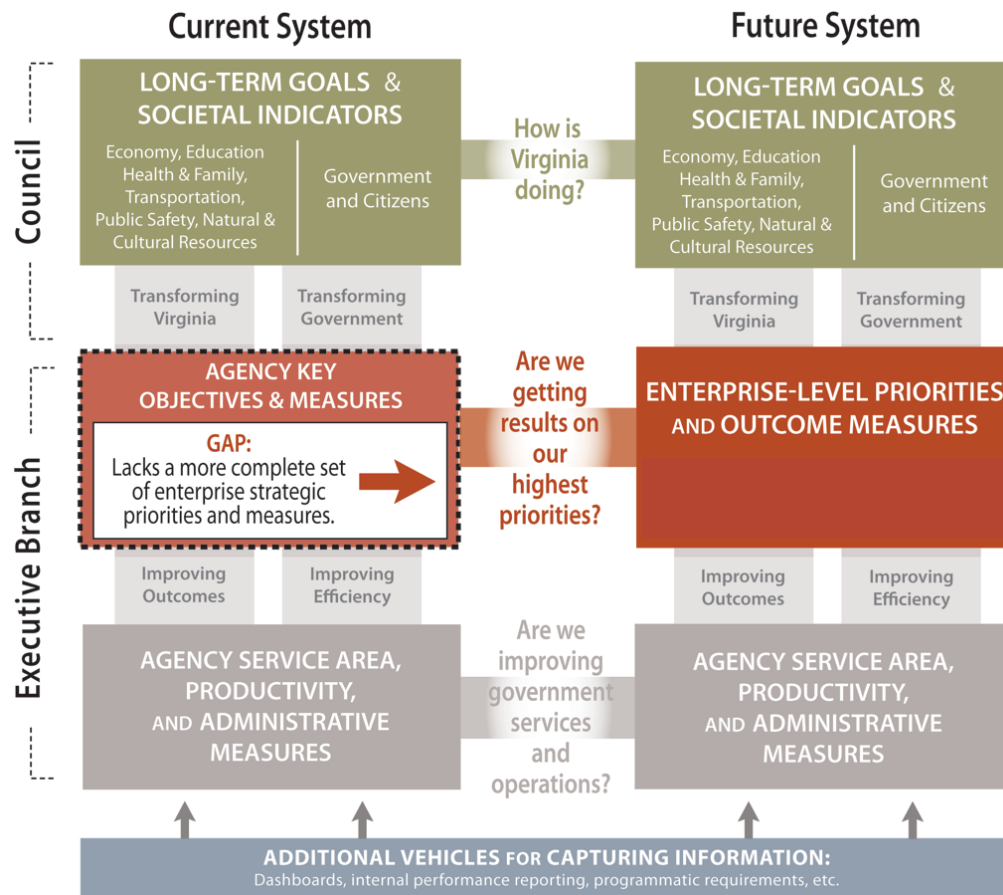 Current System
Future System
Council
Executive Branch
LONG-TERM GOALS &
SOCIETAL INDICATORS
Economy, Education
Health & Family,
Transportation,
Public Safety, Natural &
Cultural Resources
Government
and Citizens
How is
Virginia
doing?
LONG-TERM GOALS &
SOCIETAL INDICATORS
Economy, Education
Health & Family,
Transportation,
Public Safety, Natural &
Cultural Resources
Government
and Citizens
Transforming
Virginia
Transforming
Government
Transforming
Virginia
Transforming
Government
AGENCY KEY
OBJECTIVES & MEASURES
GAP:
Lacks a more complete set
of enterprise strategic
priorities and measures.
Are we
getting
results on
our
highest
priorities?
ENTERPRISE-LEVEL PRIORITIES
AND OUTCOME MEASURES
Improving
Outcomes
Improving
Efficiency
Improving
Outcomes
Improving
Efficiency
AGENCY SERVICE AREA,
PRODUCTIVITY,
AND ADMINISTRATIVE
MEASURES
Are we
improving
government
services
and
operations?
AGENCY SERVICE AREA,
PRODUCTIVITY,
AND ADMINISTRATIVE
MEASURES
ADDITIONAL VEHICLES FOR CAPTURING INFORMATION:
Dashboards, internal performance reporting, programmatic requirements, etc.